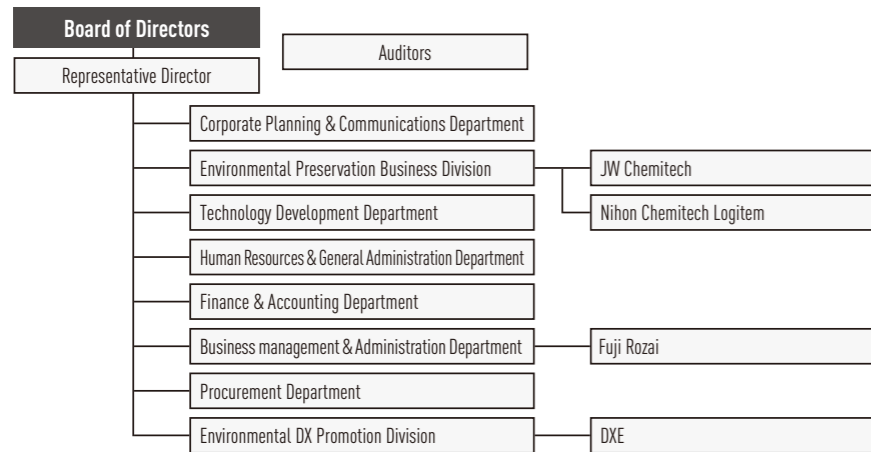 Board of Directors
Auditors
Representative Director
Corporate Planning & Communications Department
Environmental Preservation Business Division
JW Chemitech
Technology Development Department
Nihon Chemitech Logitem
Human Resources & General Administration Department
Finance & Accounting Department
Business management & Administration Department
Fuji Rozai
Procurement Department
Environmental DX Promotion Division
DXE